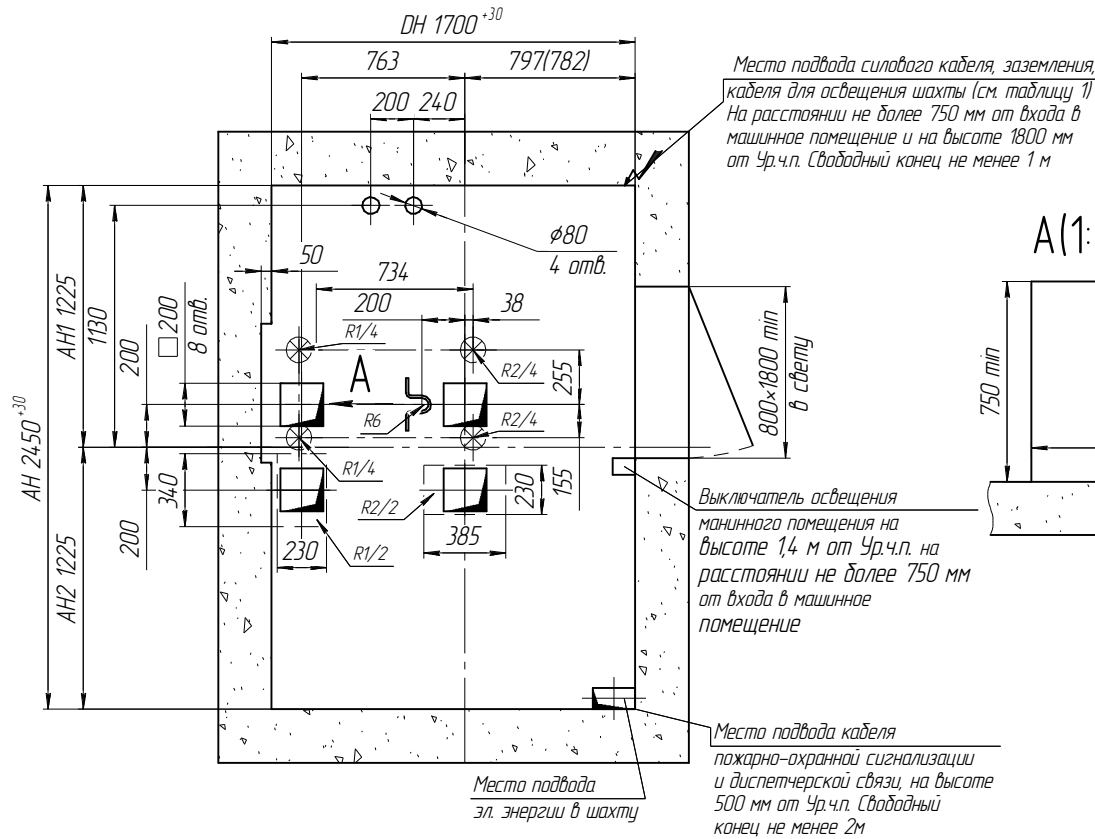 DH 1700 +30
763
797(782)
200
240
Место подвода силового кабеля, заземления,
кабеля для освещения шахты (см. таблицу 1)
На расстоянии не более 750 мм от входа в
машинное помещение и на высоте 1800 мм
от Ур.ч.п. Свободный конец не менее 1 м
A(1:
⌀80
4 отв.
50
734
200
38
AH 2450 +30
AH1 1225
1130
200
□200
8 отв.
R1/4
A
R2/4
255
R6
R2/4
800×1800 min
в свету
750 min
R1/4
340
R2/2
230
155
200
230
R1/2
385
AH2 1225
Выключатель освещения
манинного помещения на
высоте 1,4 м от Ур.ч.п. на
расстоянии не более 750 мм
от входа в машинное
помещение
Место подвода
эл. энергии в шахту
Место подвода кабеля
пожарно-охранной сигнализации
и диспетчерской связи, на высоте
500 мм от Ур.ч.п. Свободный
конец не менее 2м